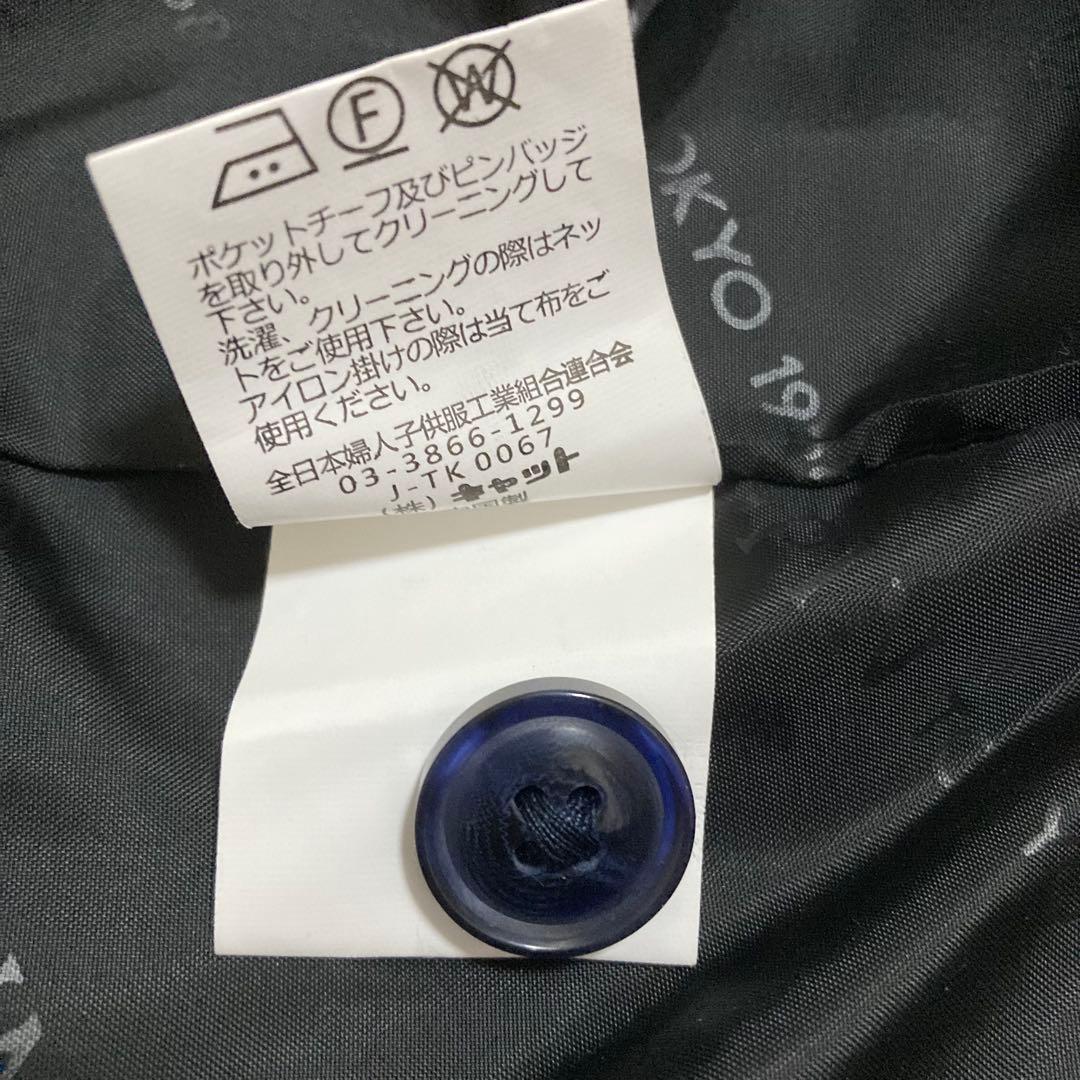 F
W
ポケットチーフ及びピンバッジ
を取り外してクリーニングして
下さい。
洗濯、クリーニングの際はネッ
トをご使用下さい。
アイロン掛けの際は当て布をご
使用ください。
全日本婦人子供服工業組合連合会
03-3866-1299
J-TK0067
(株)キャット
OKYO 19